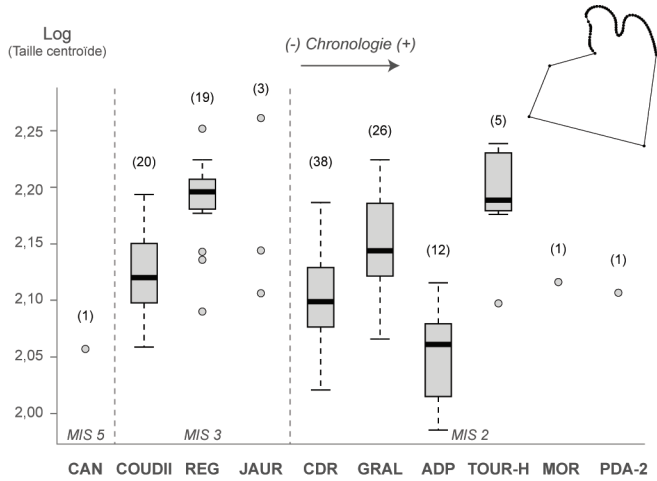 Log
(Taille centroïde)
(-) Chronologie (+)
2,25
2,20
2,15
2,10
2,05
2,00
(1)
(20)
(19)
(3)
(38)
(26)
(12)
(5)
(1)
(1)
MIS 5
MIS 3
MIS 2
CAN COUDII REG JAUR CDR GRAL ADP TOUR-H MOR PDA-2